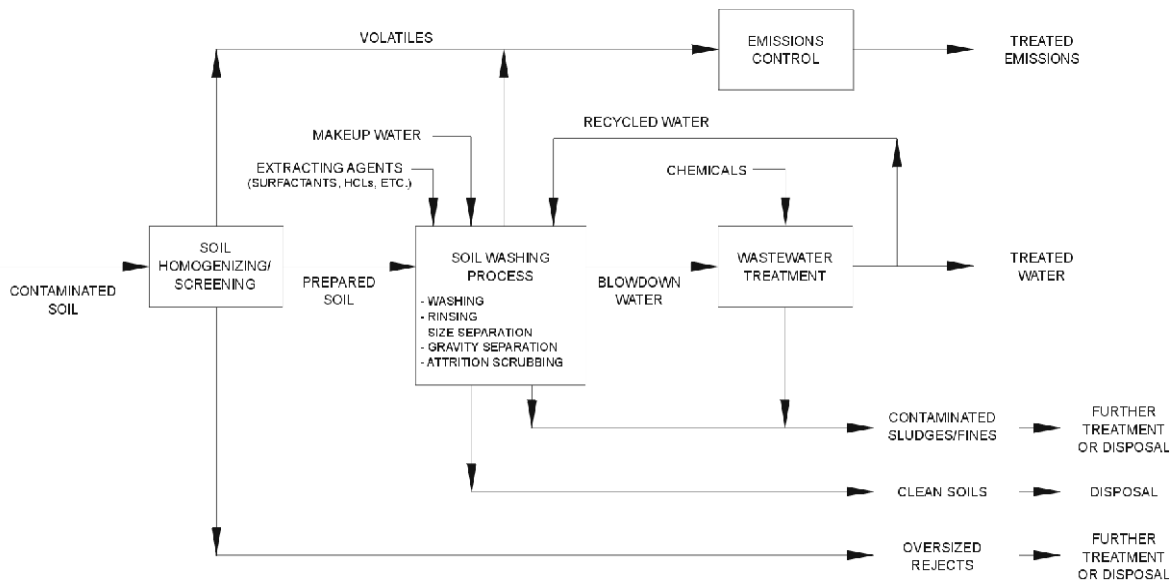 VOLATILES
EMISSIONS
CONTROL
TREATED
EMISSIONS
MAKEUP WATER
RECYCLED WATER
EXTRACTING AGENTS
(SURFACTANTS, HCLs, ETC.)
CHEMICALS
SOIL
HOMOGENIZING/
SCREENING
SOIL WASHING
PROCESS
- WASHING
- RINSING
SIZE SEPARATION
- GRAVITY SEPARATION
- ATTRITION SCRUBBING
WASTEWATER
TREATMENT
TREATED
WATER
CONTAMINATED
SOIL
PREPARED
SOIL
BLOWDOWN
WATER
CONTAMINATED
SLUDGES/FINES
FURTHER
TREATMENT
OR DISPOSAL
CLEAN SOILS
DISPOSAL
OVERSIZED
REJECTS
FURTHER
TREATMENT
OR DISPOSAL